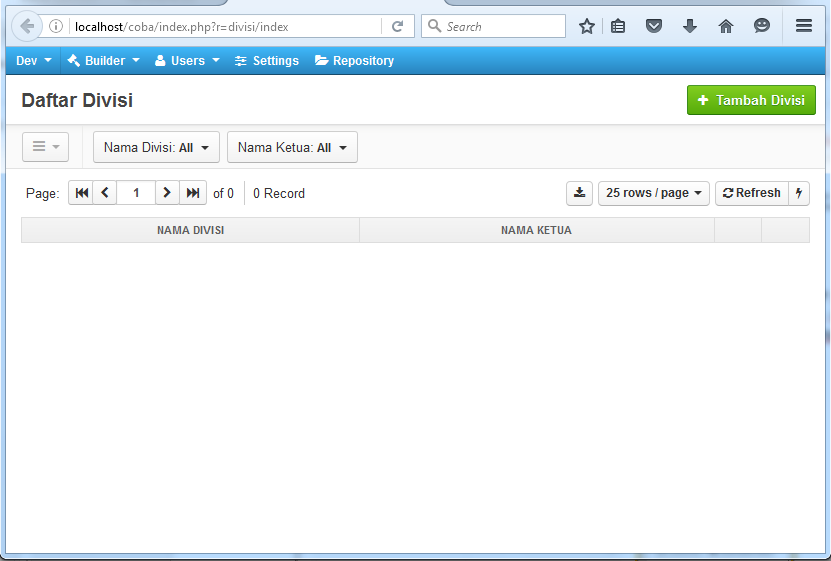 localhost/coba/index.php?r=divisi/index Search
Dev Builder Users Settings Repository
Daftar Divisi + Tambah Divisi
Nama Divisi: All Nama Ketua: All
Page: 1 of 0 0 Record 25 rows / page Refresh
NAMA DIVISI NAMA KETUA